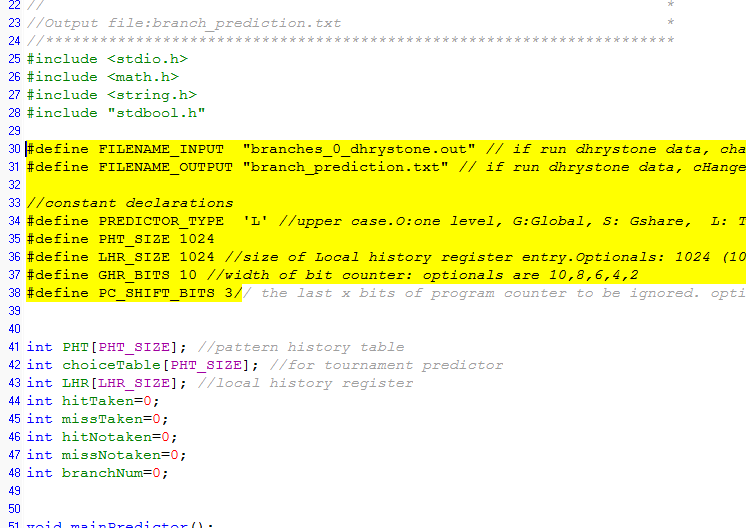 22 // *
23 //Output file:branch_prediction.txt *
24 //**********************************************************************
25 #include <stdio.h>
26 #include <math.h>
27 #include <string.h>
28 #include "stdbool.h"
29
30 #define FILENAME_INPUT "branches_0_dhrystone.out" // if run dhrystone data, cha
31 #define FILENAME_OUTPUT "branch_prediction.txt" // if run dhrystone data, cHange
32
33 //constant declarations
34 #define PREDICTOR_TYPE 'L' //upper case.O:one level, G:Global, S: Gshare, L: T
35 #define PHT_SIZE 1024
36 #define LHR_SIZE 1024 //size of Local history register entry.Optionals: 1024 (10
37 #define GHR_BITS 10 //width of bit counter: optionals are 10,8,6,4,2
38 #define PC_SHIFT_BITS 3// the last x bits of program counter to be ignored. opti
39
40
41 int PHT[PHT_SIZE]; //pattern history table
42 int choiceTable[PHT_SIZE]; //for tournament predictor
43 int LHR[LHR_SIZE]; //local history register
44 int hitTaken=0;
45 int missTaken=0;
46 int hitNotaken=0;
47 int missNotaken=0;
48 int branchNum=0;
49
50
51 void mainPredictor();